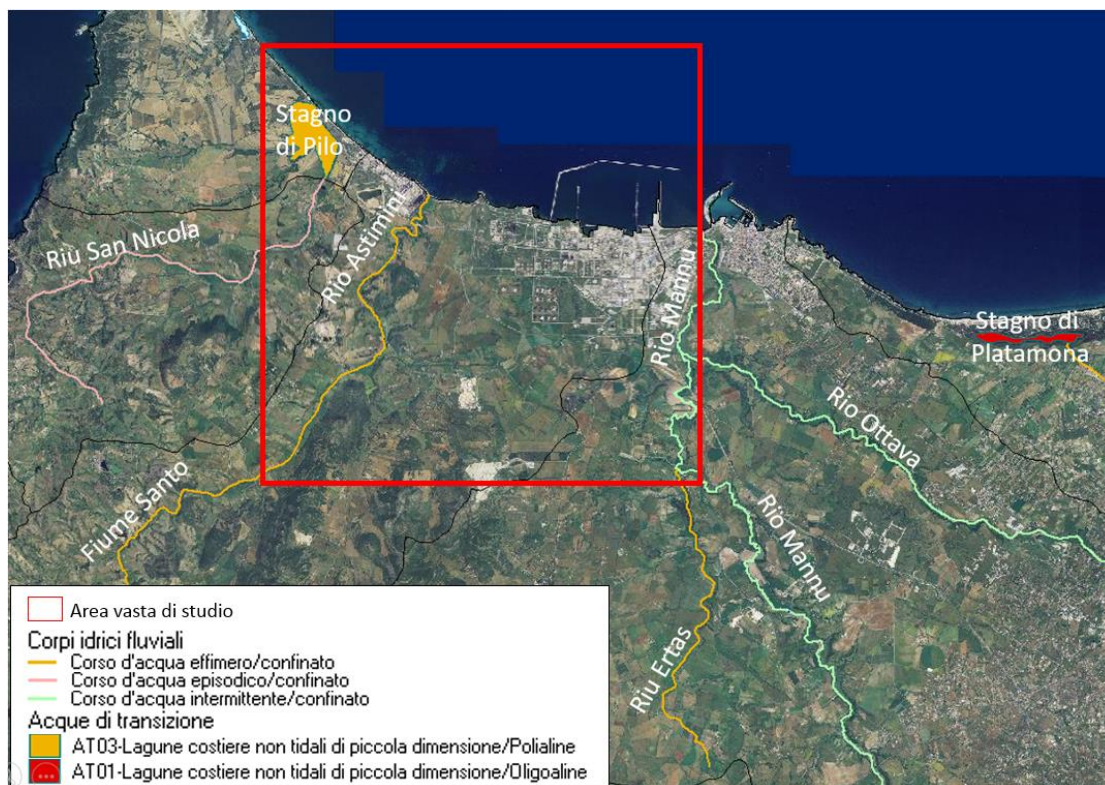 Stagno
di Pilo
Riù San Nicola
Rio Astimini
Rio Mannu
Stagno di
Platamona
Rio Ottava
Fiume Santo
Rio Mannu
Riu Ertas
Area vasta di studio
Corpi idrici fluviali
Corso d'acqua effimero/confinato
Corso d'acqua episodico/confinato
Corso d'acqua intermittente/confinato
Acque di transizione
AT03-Lagune costiere non tidali di piccola dimensione/Polialine
AT01-Lagune costiere non tidali di piccola dimensione/Oligoaline